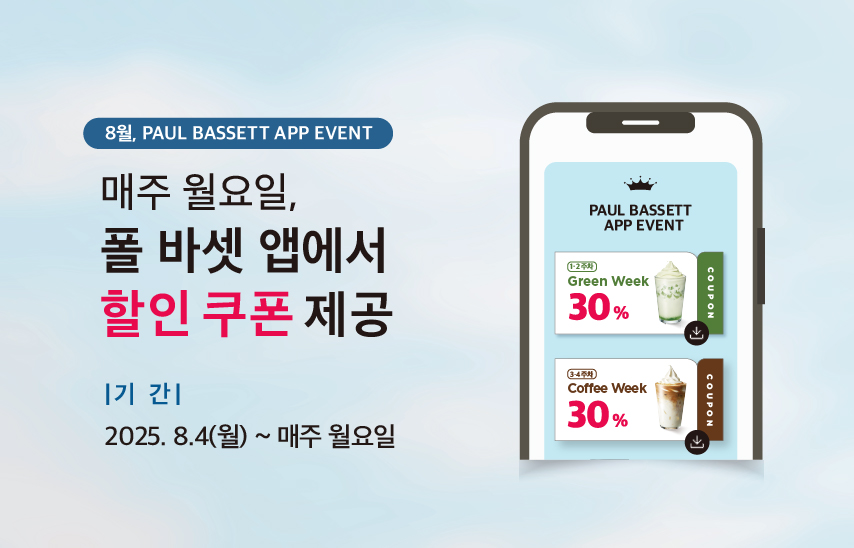 8월, PAUL BASSETT APP EVENT
매주 월요일,
폴 바셋 앱에서
할인 쿠폰 제공
|기 간|
2025. 8.4(월) ~ 매주 월요일
PAUL BASSETT
APP EVENT
1-2주차
Green Week
30%
COUPON
3-4주차
Coffee Week
30%
COUPON